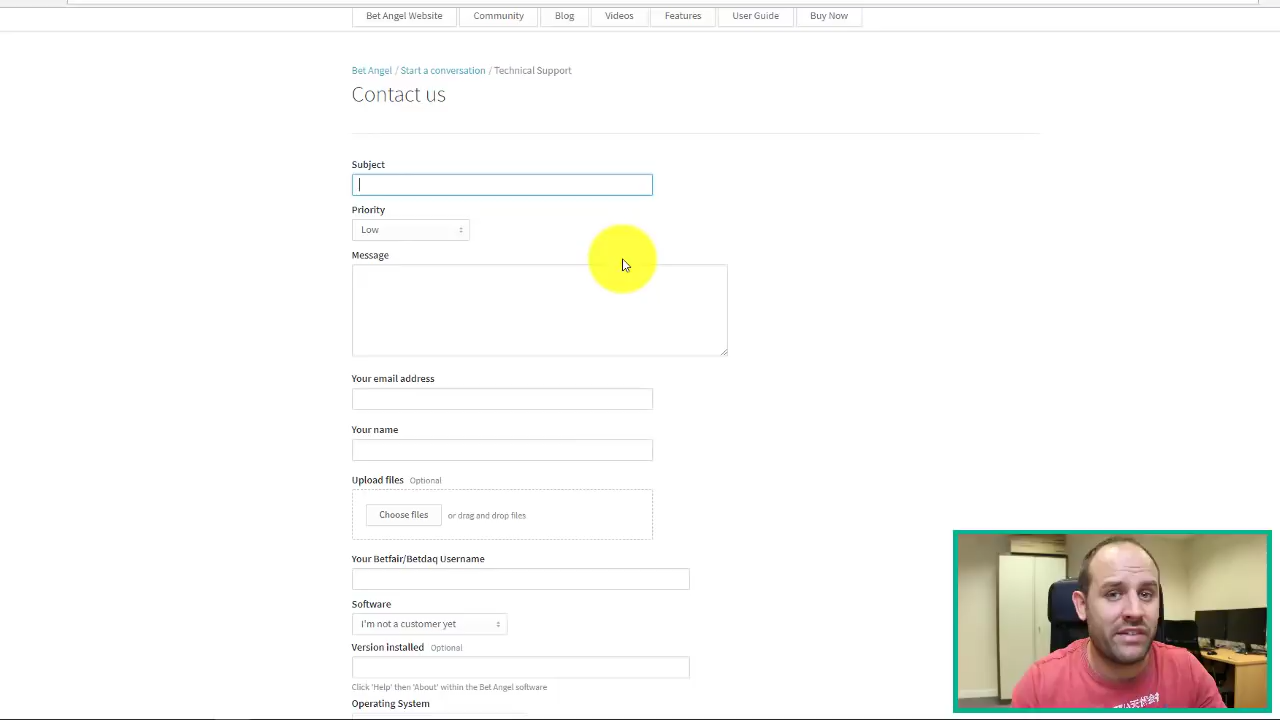 Bet Angel Website Community Blog Videos Features User Guide Buy Now
Bet Angel / Start a conversation / Technical Support
Contact us
Subject
Priority
Low
Message
Your email address
Your name
Upload files Optional
Choose files or drag and drop files
Your Betfair/Betdaq Username
Software
I'm not a customer yet
Version installed Optional
Click 'Help' then 'About' within the Bet Angel software
Operating System